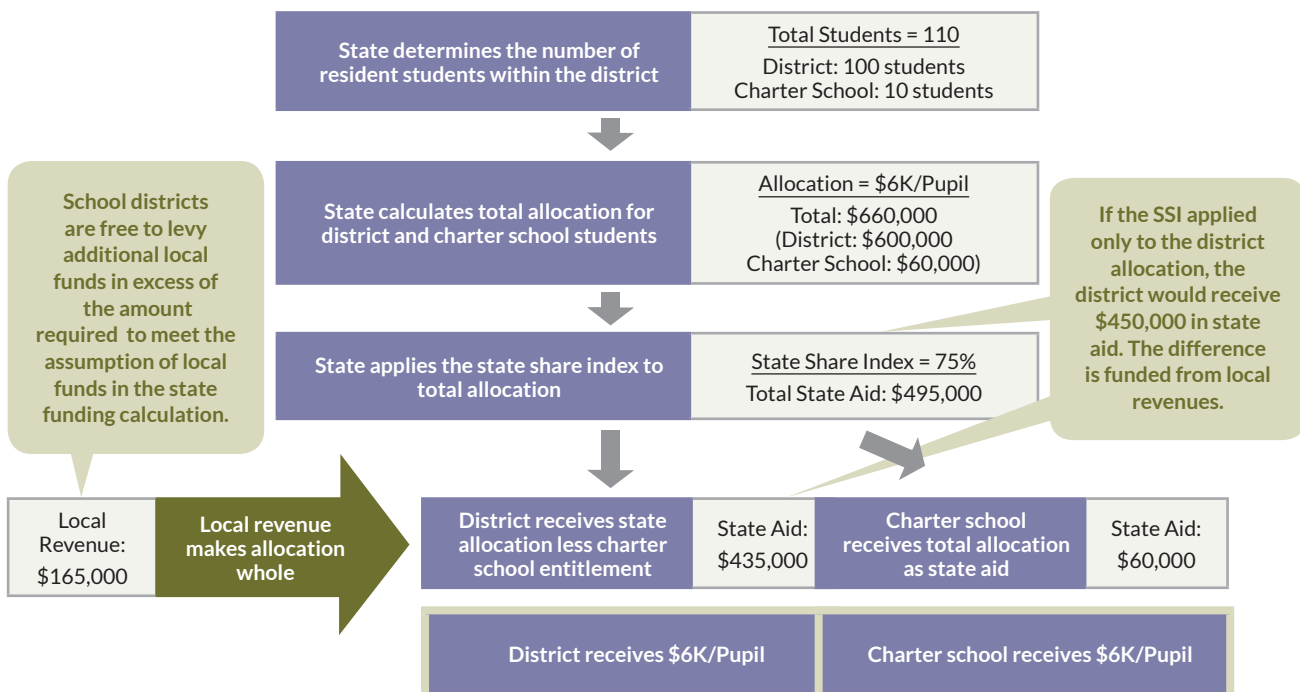 State determines the number of
resident students within the district
Total Students = 110
District: 100 students
Charter School: 10 students
State calculates total allocation for
district and charter school students
Allocation = $6K/Pupil
Total: $660,000
(District: $600,000
Charter School: $60,000)
School districts
are free to levy
additional local
funds in excess of
the amount
required to meet the
assumption of local
funds in the state
funding calculation.
If the SSI applied
only to the district
allocation, the
district would receive
$450,000 in state
aid. The difference
is funded from local
revenues.
State applies the state share index to
total allocation
State Share Index = 75%
Total State Aid: $495,000
Local
Revenue:
$165,000
Local revenue
makes allocation
whole
District receives state
allocation less charter
school entitlement
State Aid:
$435,000
Charter school
receives total allocation
as state aid
State Aid:
$60,000
District receives $6K/Pupil
Charter school receives $6K/Pupil